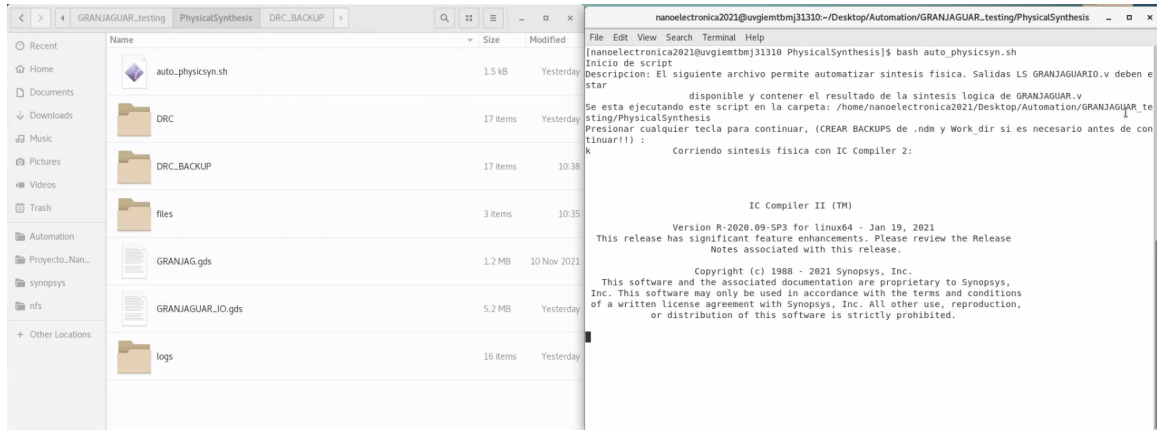 GRANJAGUAR_testing PhysicalSynthesis DRC_BACKUP
Recent
Home
Documents
Downloads
Music
Pictures
Videos
Trash
Automation
Proyecto_Nan...
synopsys
nfs
+ Other Locations
Name Size Modified
auto_physicsyn.sh 1.5 kB Yesterday
DRC 17 items Yesterday
DRC_BACKUP 17 items 10:38
files 3 items 10:35
GRANJAG.gds 1.2 MB 10 Nov 2021
GRANJAGUAR_IO.gds 5.2 MB Yesterday
logs 16 items Yesterday
nanoelectronica2021@uvgiemtbmj31310:~/Desktop/Automation/GRANJAGUAR_testing/PhysicalSynthesis
File Edit View Search Terminal Help
[nanoelectronica2021@uvgiemtbmj31310 PhysicalSynthesis]$ bash auto_physicsyn.sh
Inicio de script
Descripcion: El siguiente archivo permite automatizar sintesis fisica. Salidas LS GRANJAGUARIO.v deben e
star
disponible y contener el resultado de la sintesis logica de GRANJAGUAR.v
Se esta ejecutando este script en la carpeta: /home/nanoelectronica2021/Desktop/Automation/GRANJAGUAR_te
sting/PhysicalSynthesis
Presionar cualquier tecla para continuar, (CREAR BACKUPS de .ndm y Work_dir si es necesario antes de con
tinuar!!) :
k Corriendo sintesis fisica con IC Compiler 2:
IC Compiler II (TM)
Version R-2020.09-SP3 for linux64 - Jan 19, 2021
This release has significant feature enhancements. Please review the Release
Notes associated with this release.
Copyright (c) 1988 - 2021 Synopsys, Inc.
This software and the associated documentation are proprietary to Synopsys,
Inc. This software may only be used in accordance with the terms and conditions
of a written license agreement with Synopsys, Inc. All other use, reproduction,
or distribution of this software is strictly prohibited.